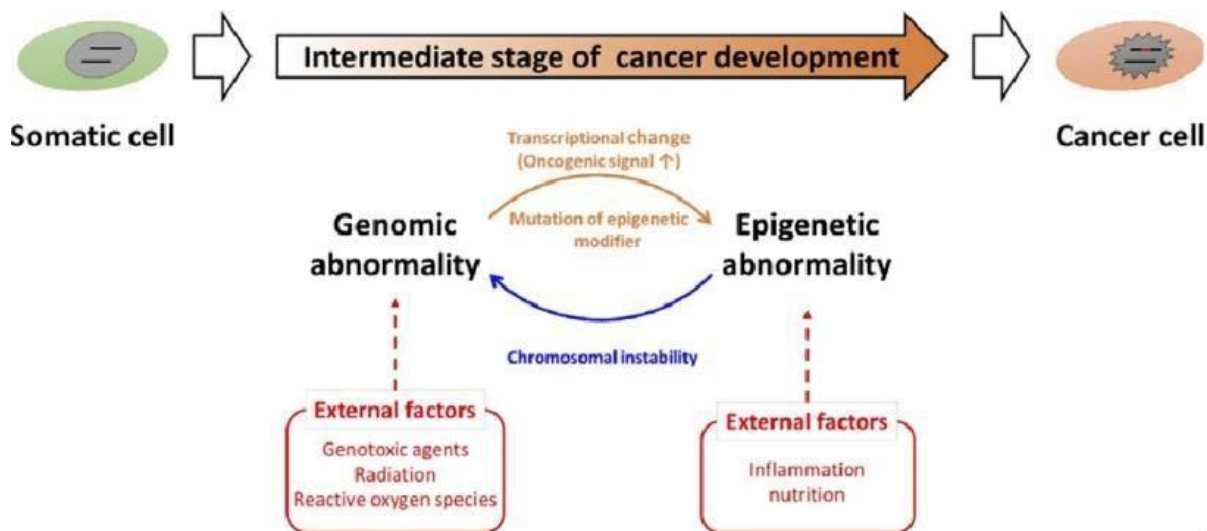 Intermediate stage of cancer development
Somatic cell
Cancer cell
Transcriptional change
(Oncogenic signal ↑)
Mutation of epigenetic
modifier
Genomic
abnormality
Epigenetic
abnormality
Chromosomal instability
External factors
Genotoxic agents
Radiation
Reactive oxygen species
External factors
Inflammation
nutrition